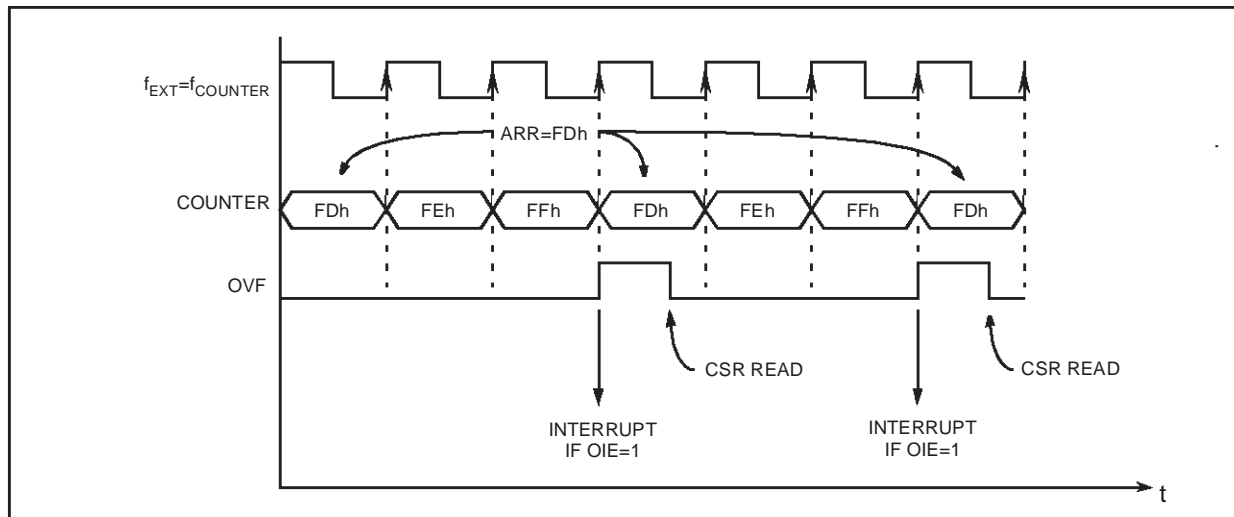 fEXT=fCOUNTER
ARR=FDh
COUNTER
FDh FEh FFh FDh FEh FFh FDh
OVF
CSR READ
CSR READ
INTERRUPT
IF OIE=1
INTERRUPT
IF OIE=1
t